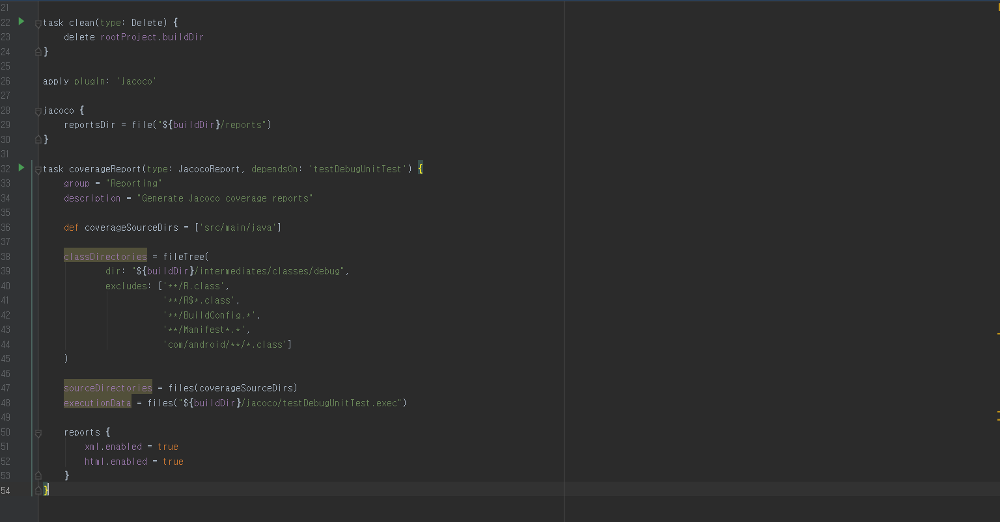 21
22 task clean(type: Delete) {
23     delete rootProject.buildDir
24 }
25
26 apply plugin: 'jacoco'
27
28 jacoco {
29     reportsDir = file("${buildDir}/reports")
30 }
31
32 task coverageReport(type: JacocoReport, dependsOn: 'testDebugUnitTest') {
33     group = "Reporting"
34     description = "Generate Jacoco coverage reports"
35
36     def coverageSourceDirs = ['src/main/java']
37
38     classDirectories = fileTree(
39             dir: "${buildDir}/intermediates/classes/debug",
40             excludes: ['**/R.class',
41                        '**/R$*.class',
42                        '**/BuildConfig.*',
43                        '**/Manifest*.*',
44                        'com/android/**/*.class']
45     )
46
47     sourceDirectories = files(coverageSourceDirs)
48     executionData = files("${buildDir}/jacoco/testDebugUnitTest.exec")
49
50     reports {
51         xml.enabled = true
52         html.enabled = true
53     }
54 }